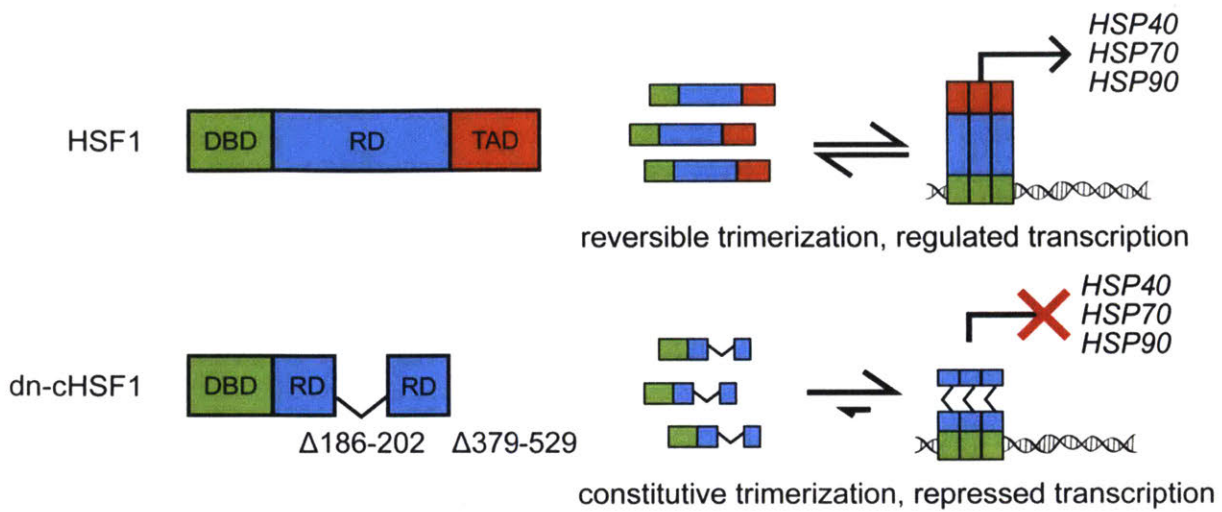 HSF1
DBD RD TAD
HSP40
HSP70
HSP90
reversible trimerization, regulated transcription
dn-cHSF1
DBD RD RD
Δ186-202 Δ379-529
HSP40
HSP70
HSP90
constitutive trimerization, repressed transcription